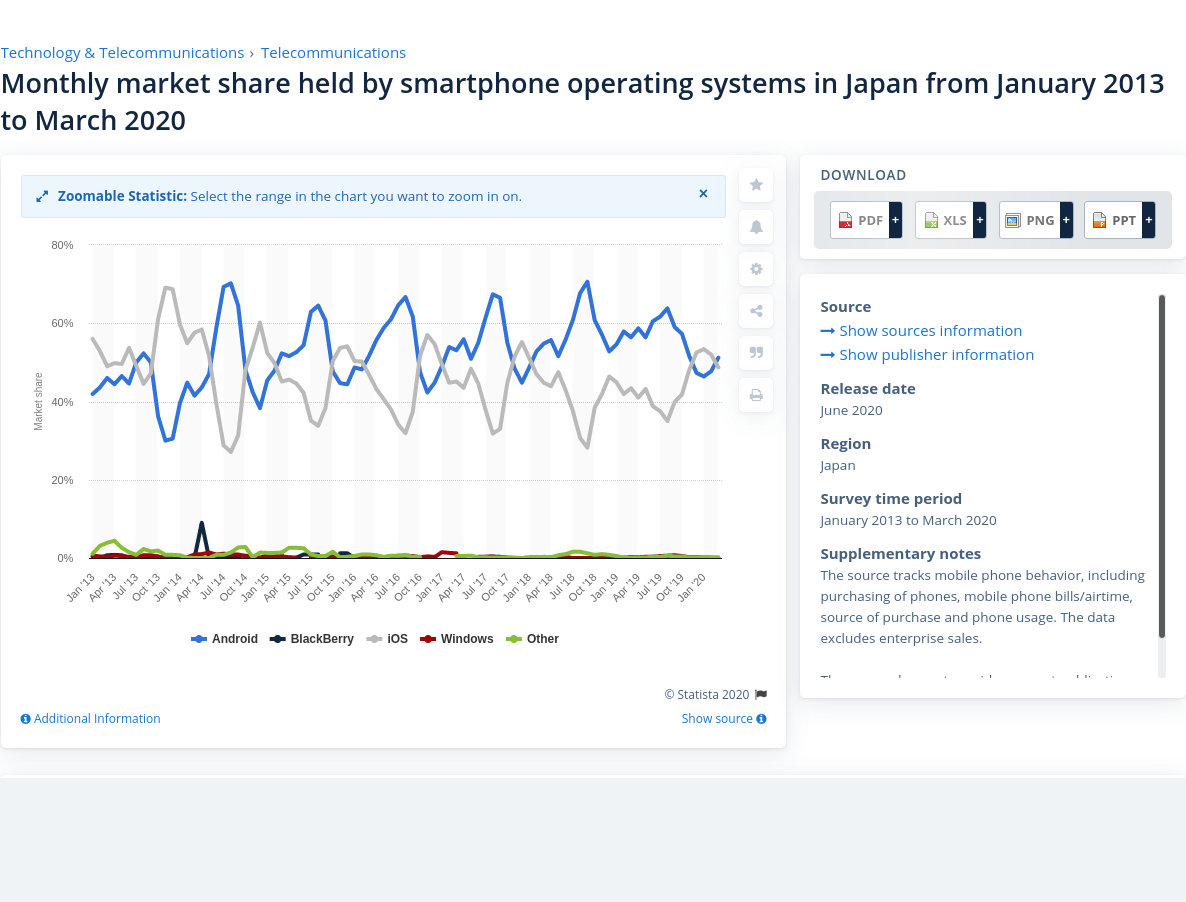 Technology & Telecommunications › Telecommunications
Monthly market share held by smartphone operating systems in Japan from January 2013
to March 2020
Zoomable Statistic: Select the range in the chart you want to zoom in on.
×
80%
60%
40%
20%
0%
Market share
Jan '13
Apr '13
Jul '13
Oct '13
Jan '14
Apr '14
Jul '14
Oct '14
Jan '15
Apr '15
Jul '15
Oct '15
Jan '16
Apr '16
Jul '16
Oct '16
Jan '17
Apr '17
Jul '17
Oct '17
Jan '18
Apr '18
Jul '18
Oct '18
Jan '19
Apr '19
Jul '19
Oct '19
Jan '20
Android BlackBerry iOS Windows Other
© Statista 2020
Additional Information
Show source
DOWNLOAD
PDF + XLS + PNG + PPT +
Source
Show sources information
Show publisher information
Release date
June 2020
Region
Japan
Survey time period
January 2013 to March 2020
Supplementary notes
The source tracks mobile phone behavior, including
purchasing of phones, mobile phone bills/airtime,
source of purchase and phone usage. The data
excludes enterprise sales.